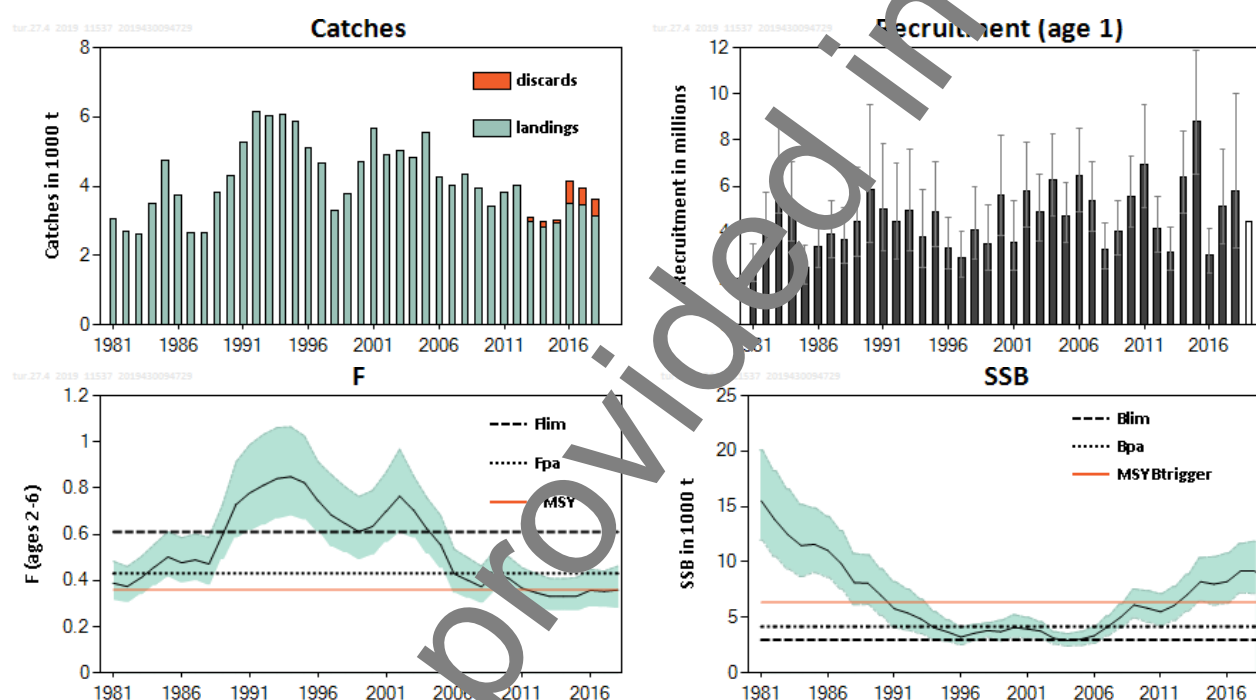 tur.27.4 2019 11537 2019430094729
Catches
8
6
4
2
0
Catches in 1000 t
discards
landings
1981 1986 1991 1996 2001 2006 2011 2016
tur.27.4 2019 11537
Recruitment (age 1)
12
10
8
6
Recruitment in millions
1986 1991 1996 2001 2006 2011 2016
tur.27.4 2019 11537 2019430094729
F
1.2
1
0.8
0.6
0.4
0.2
0
F (ages 2-6)
Flim
Fpa
MSY
1981 1986 1991 1996 2001 2006 2011 2016
11537 2019430094729
SSB
25
20
15
10
5
0
SSB in 1000 t
Blim
Bpa
MSYBtrigger
1981 1986 1991 1996 2001 2006 2011 2016
provided in